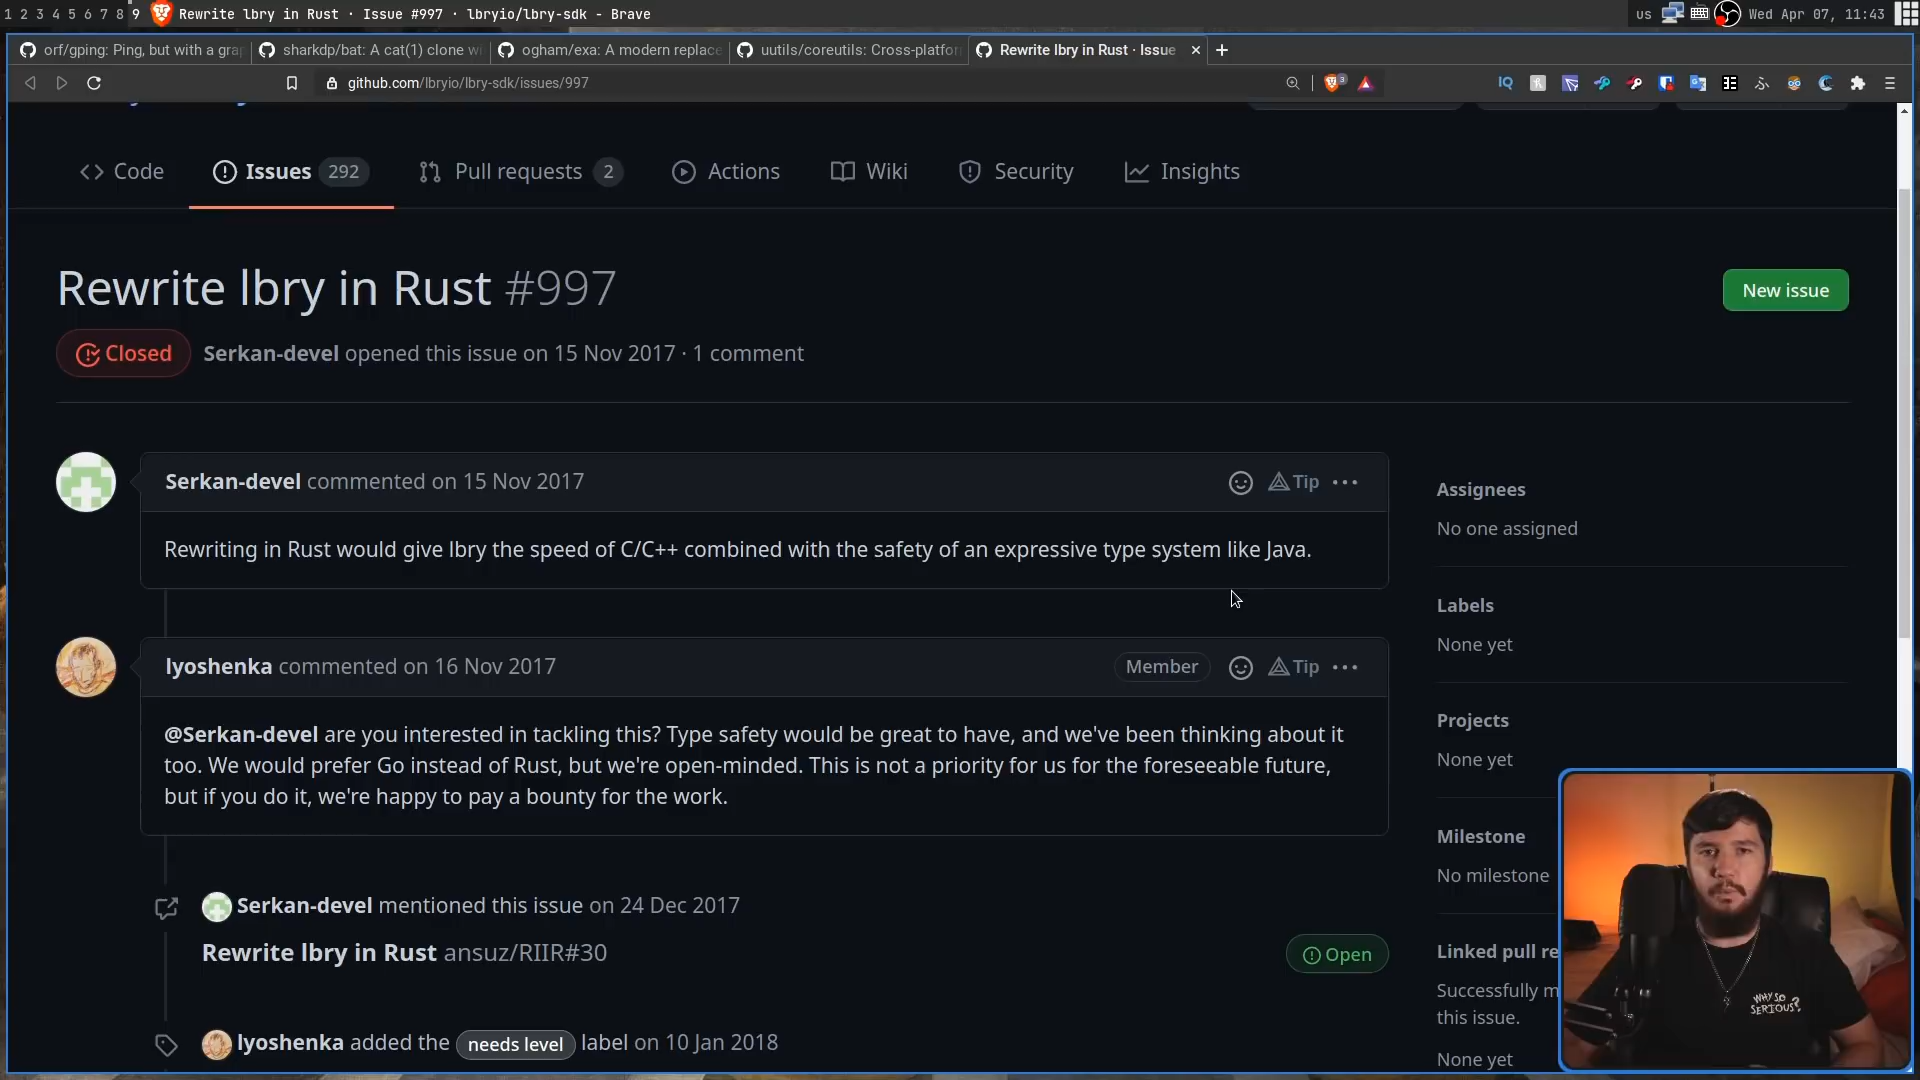 1 2 3 4 5 6 7 8 9 Rewrite lbry in Rust · Issue #997 · lbryio/lbry-sdk - Brave us Wed Apr 07, 11:43
orf/gping: Ping, but with a gra sharkdp/bat: A cat(1) clone wi ogham/exa: A modern replace uutils/coreutils: Cross-platfor Rewrite lbry in Rust · Issue
github.com/lbryio/lbry-sdk/issues/997
Code Issues 292 Pull requests 2 Actions Wiki Security Insights
Rewrite lbry in Rust #997
New issue
Closed Serkan-devel opened this issue on 15 Nov 2017 · 1 comment
Serkan-devel commented on 15 Nov 2017 Tip
Rewriting in Rust would give lbry the speed of C/C++ combined with the safety of an expressive type system like Java.
lyoshenka commented on 16 Nov 2017 Member Tip
@Serkan-devel are you interested in tackling this? Type safety would be great to have, and we've been thinking about it
too. We would prefer Go instead of Rust, but we're open-minded. This is not a priority for us for the foreseeable future,
but if you do it, we're happy to pay a bounty for the work.
Serkan-devel mentioned this issue on 24 Dec 2017
Rewrite lbry in Rust ansuz/RIIR#30
Open
lyoshenka added the needs level label on 10 Jan 2018
Assignees
No one assigned
Labels
None yet
Projects
None yet
Milestone
No milestone
Linked pull re
Successfully m
this issue.
None yet
WHY SO
SERIOUS?